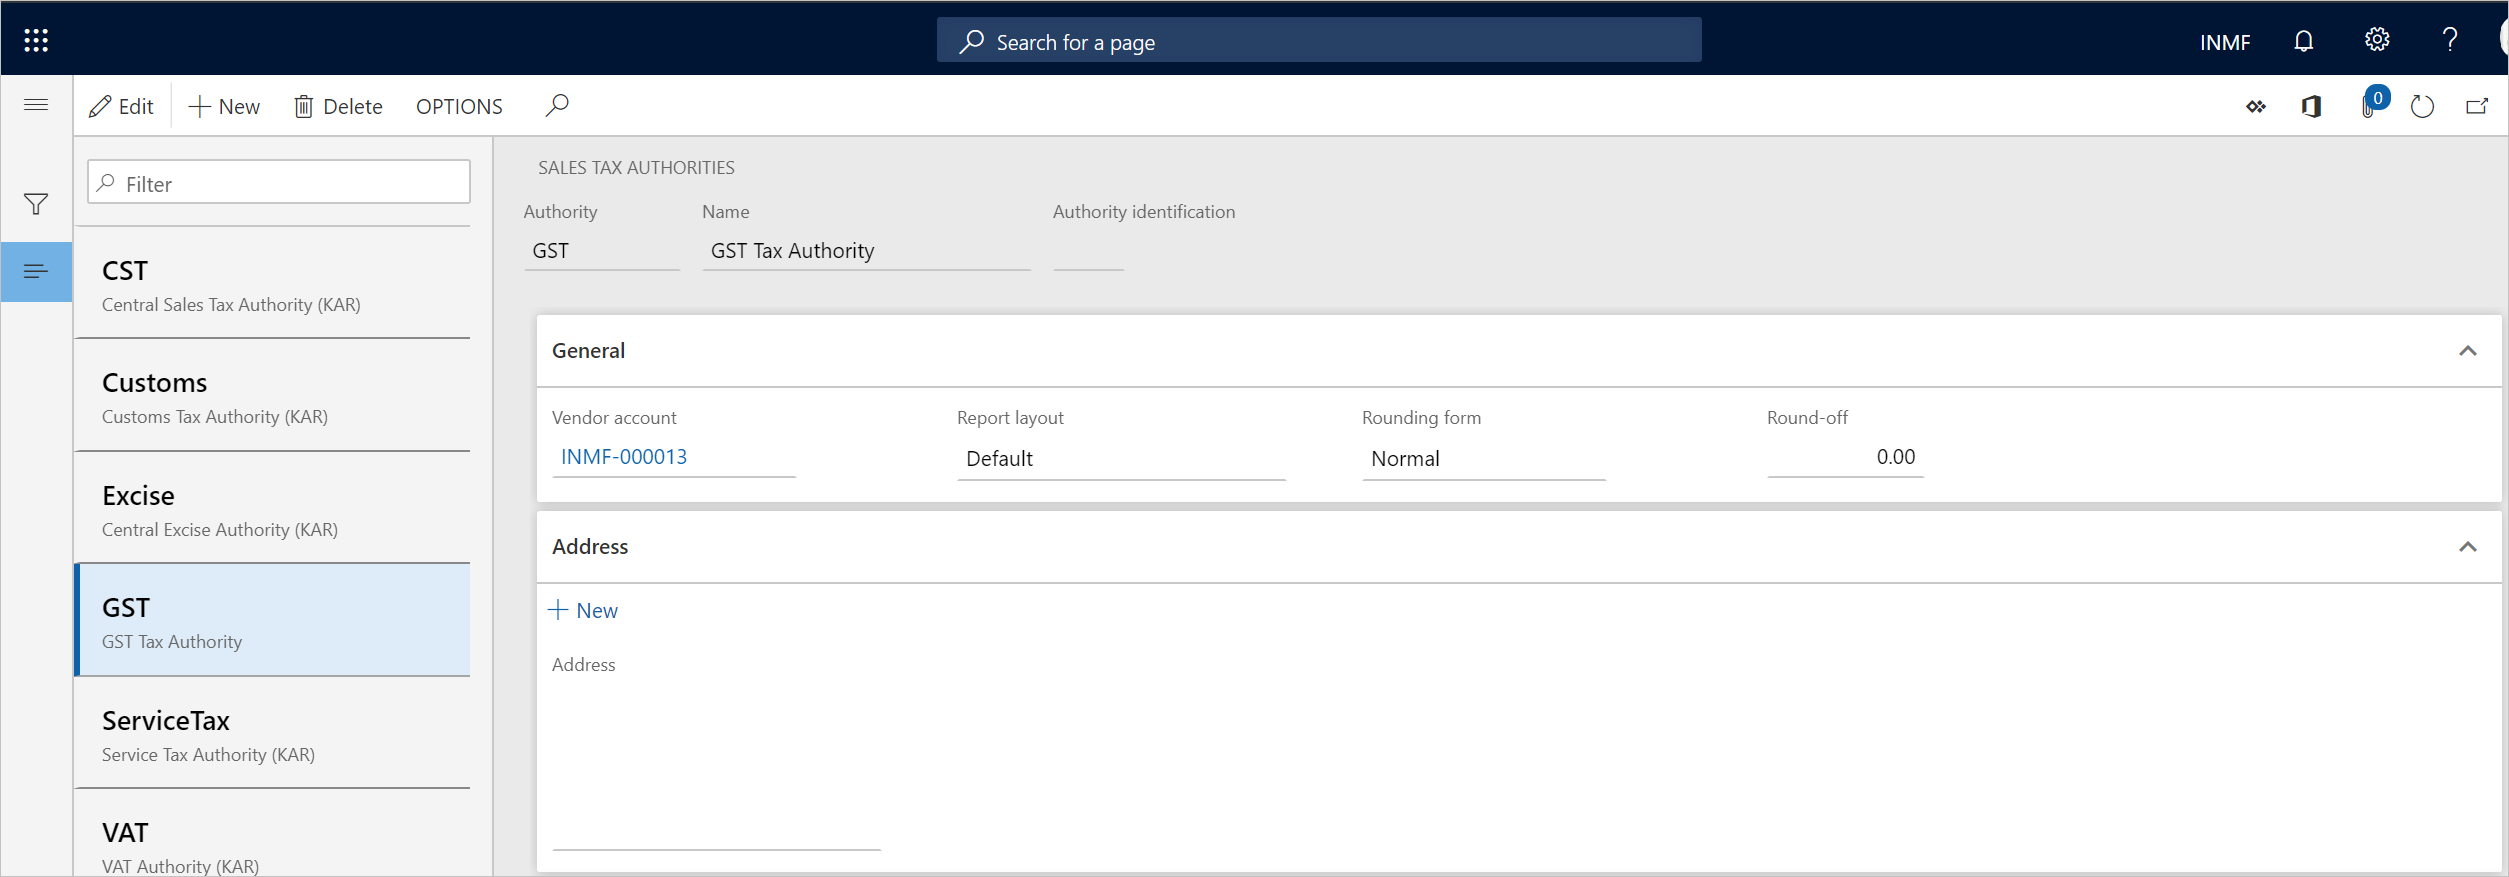 Search for a page
INMF
?
Edit
New
Delete
OPTIONS
0
Filter
CST
Central Sales Tax Authority (KAR)
Customs
Customs Tax Authority (KAR)
Excise
Central Excise Authority (KAR)
GST
GST Tax Authority
ServiceTax
Service Tax Authority (KAR)
VAT
VAT Authority (KAR)
SALES TAX AUTHORITIES
Authority Name Authority identification
GST GST Tax Authority
General
Vendor account Report layout Rounding form Round-off
INMF-000013 Default Normal 0.00
Address
New
Address